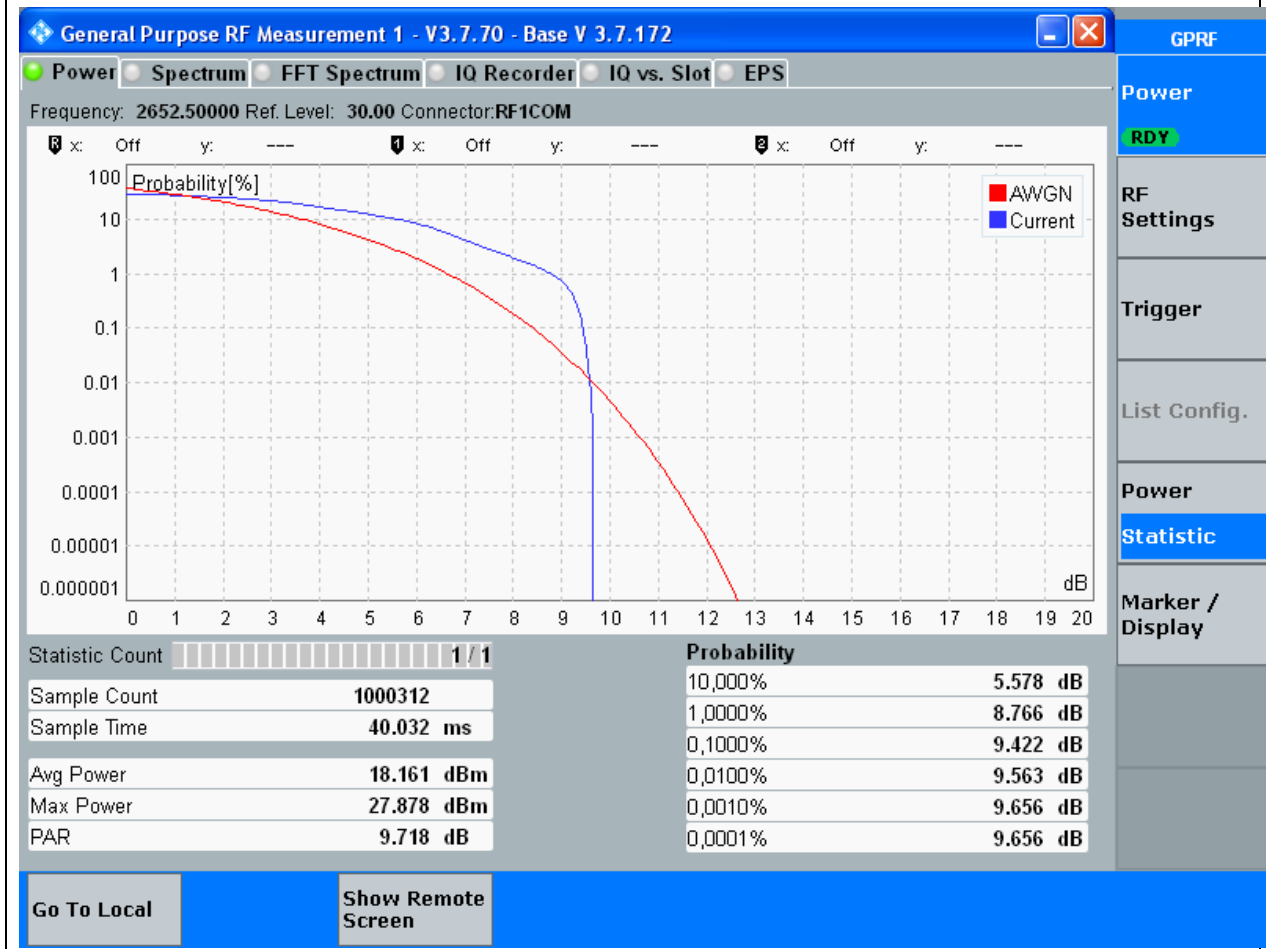 General Purpose RF Measurement 1 - V3.7.70 - Base V 3.7.172
GPRF
Power Spectrum FFT Spectrum IQ Recorder IQ vs. Slot EPS
Frequency: 2652.50000 Ref. Level: 30.00 Connector:RF1COM
R x: Off y: --- 1 x: Off y: --- 2 x: Off y: ---
Probability[%]
AWGN
Current
100
10
1
0.1
0.01
0.001
0.0001
0.00001
0.000001
dB
0 1 2 3 4 5 6 7 8 9 10 11 12 13 14 15 16 17 18 19 20
Statistic Count 1 / 1
Sample Count 1000312
Sample Time 40.032 ms
Avg Power 18.161 dBm
Max Power 27.878 dBm
PAR 9.718 dB
Probability
10,000% 5.578 dB
1,0000% 8.766 dB
0,1000% 9.422 dB
0,0100% 9.563 dB
0,0010% 9.656 dB
0,0001% 9.656 dB
Power
RDY
RF
Settings
Trigger
List Config.
Power
Statistic
Marker /
Display
Go To Local
Show Remote
Screen